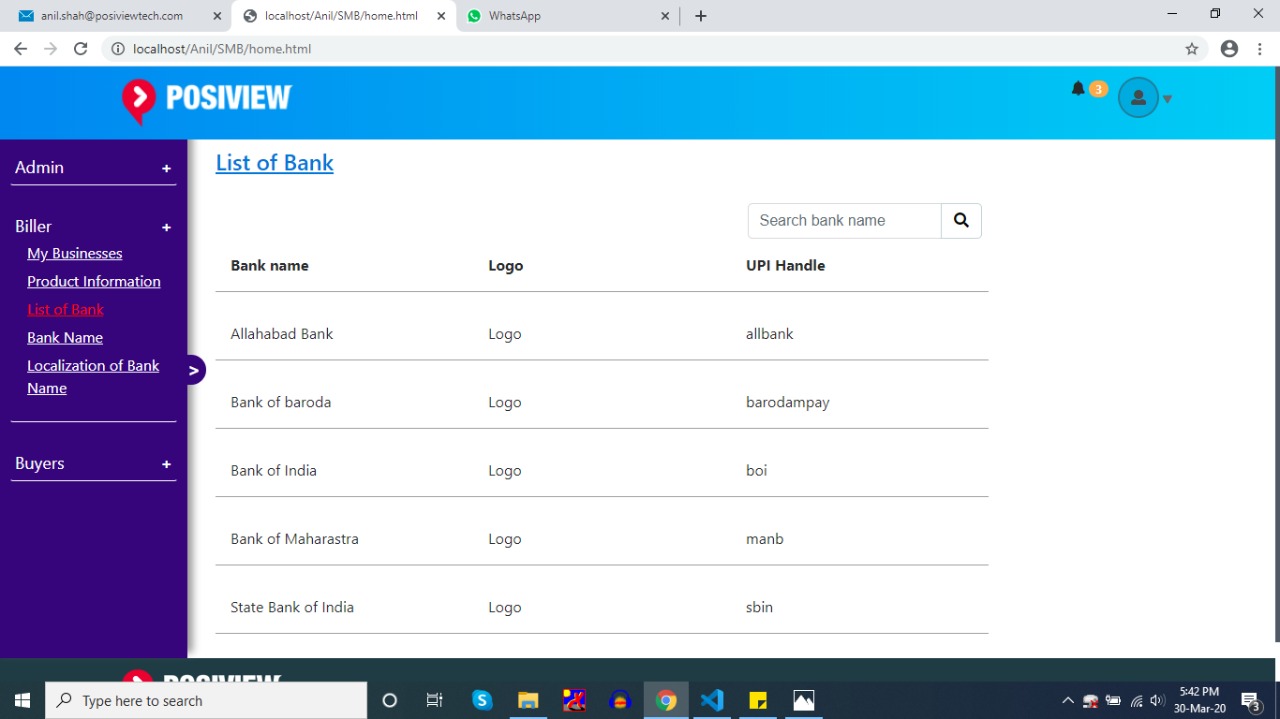 anil.shah@posiviewtech.com
localhost/Anil/SMB/home.html
WhatsApp
localhost/Anil/SMB/home.html
POSIVIEW
3
Admin +
List of Bank
Biller +
My Businesses
Product Information
List of Bank
Bank Name
Localization of Bank
Name
>
Buyers +
Search bank name
Bank name Logo UPI Handle
Allahabad Bank Logo allbank
Bank of baroda Logo barodampay
Bank of India Logo boi
Bank of Maharastra Logo manb
State Bank of India Logo sbin
POSIVIEW
Type here to search
5:42 PM
30-Mar-20
3